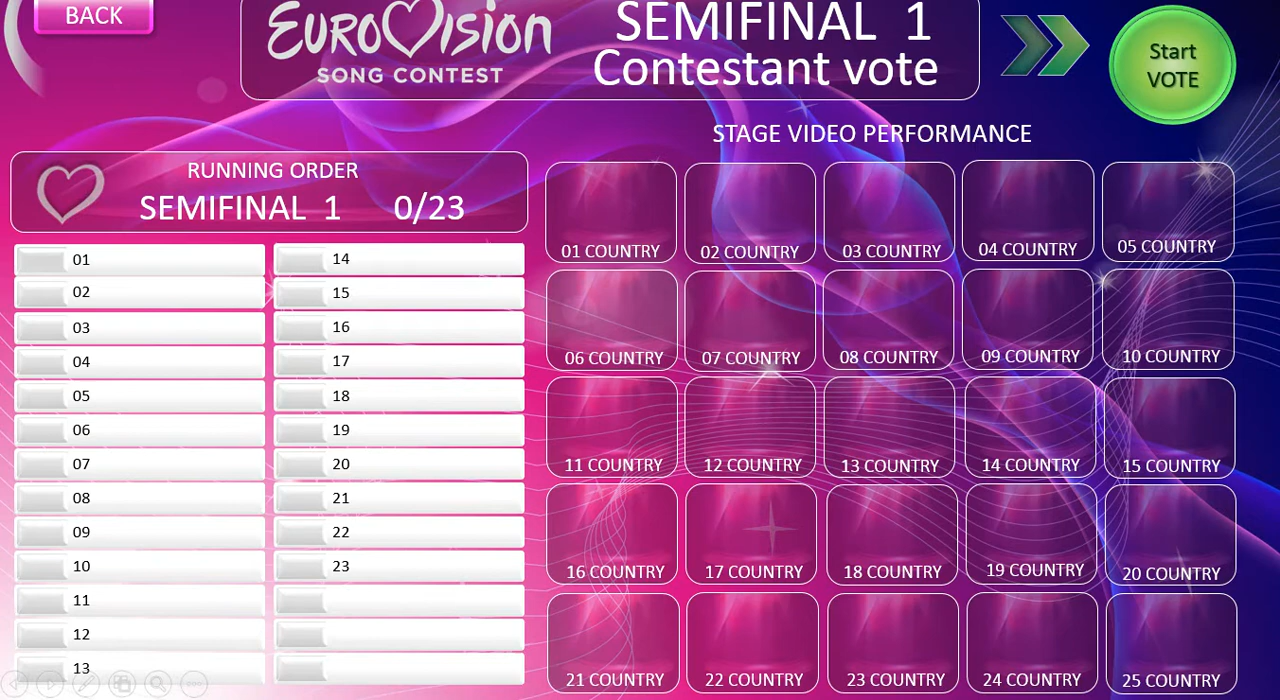 BACK
EUROVISION
SONG CONTEST
SEMIFINAL 1
Contestant vote
Start
VOTE
STAGE VIDEO PERFORMANCE
RUNNING ORDER
SEMIFINAL 1 0/23
01
02
03
04
05
06
07
08
09
10
11
12
13
14
15
16
17
18
19
20
21
22
23
01 COUNTRY
02 COUNTRY
03 COUNTRY
04 COUNTRY
05 COUNTRY
06 COUNTRY
07 COUNTRY
08 COUNTRY
09 COUNTRY
10 COUNTRY
11 COUNTRY
12 COUNTRY
13 COUNTRY
14 COUNTRY
15 COUNTRY
16 COUNTRY
17 COUNTRY
18 COUNTRY
19 COUNTRY
20 COUNTRY
21 COUNTRY
22 COUNTRY
23 COUNTRY
24 COUNTRY
25 COUNTRY